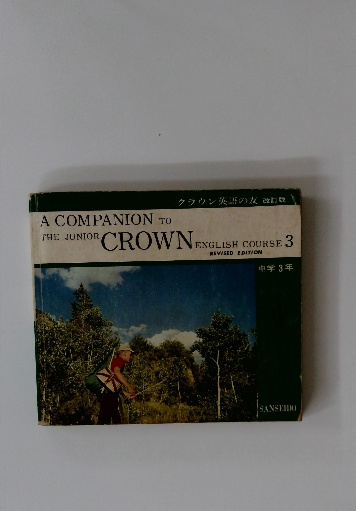 クラウン英語の友 改訂版
A COMPANION TO
THE JUNIOR CROWN ENGLISH COURSE 3
REVISED EDITION
中学3年
SANSEIDO